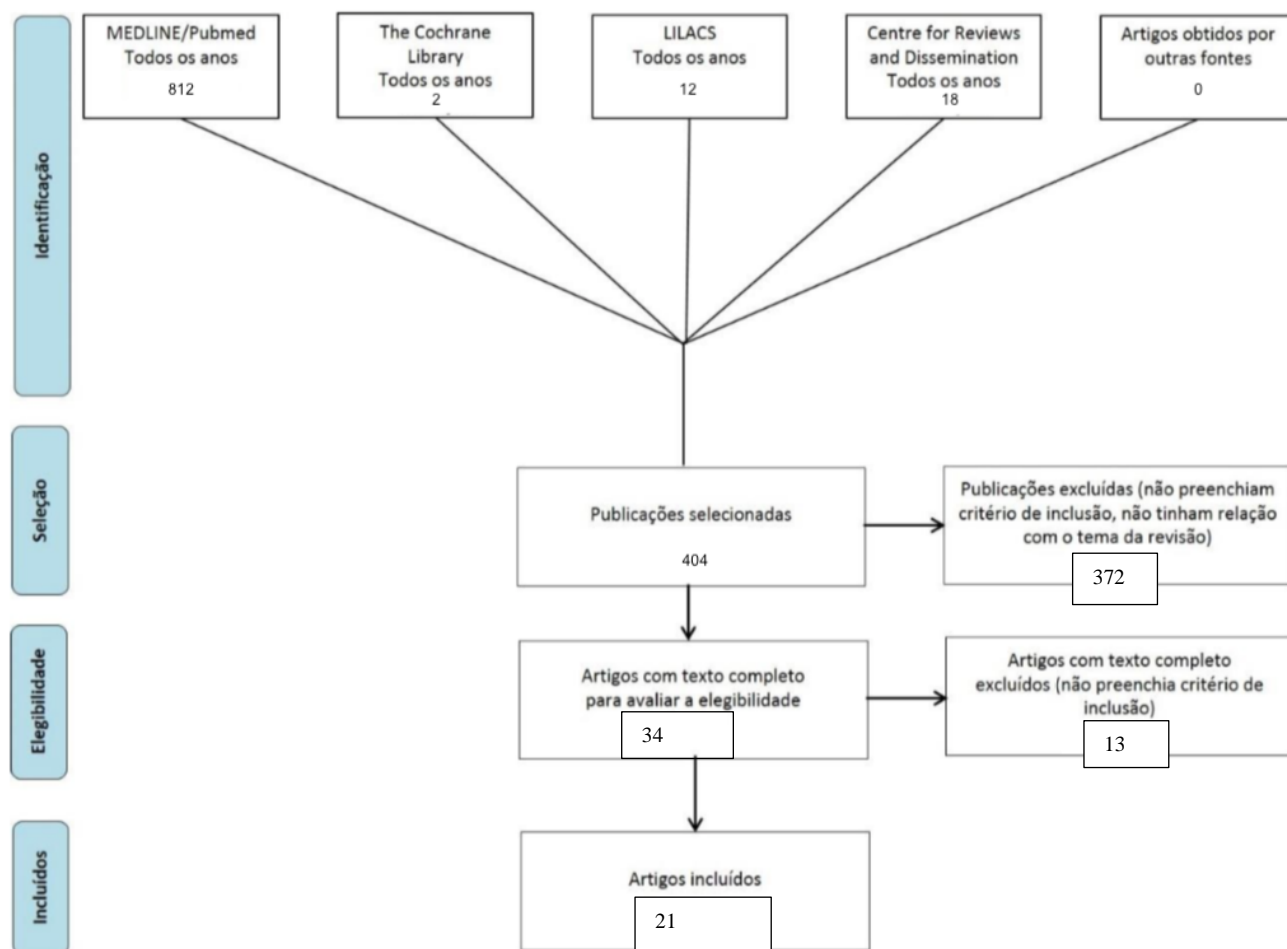 MEDLINE/Pubmed
Todos os anos
812
The Cochrane
Library
Todos os anos
2
LILACS
Todos os anos
12
Centre for Reviews
and Dissemination
Todos os anos
18
Artigos obtidos por
outras fontes
0
Identificação
Seleção
Publicações selecionadas
404
Publicações excluídas (não preenchiam
critério de inclusão, não tinham relação
com o tema da revisão)
372
Elegibilidade
Artigos com texto completo
para avaliar a elegibilidade
34
Artigos com texto completo
excluídos (não preenchia critério de
inclusão)
13
Incluídos
Artigos incluídos
21